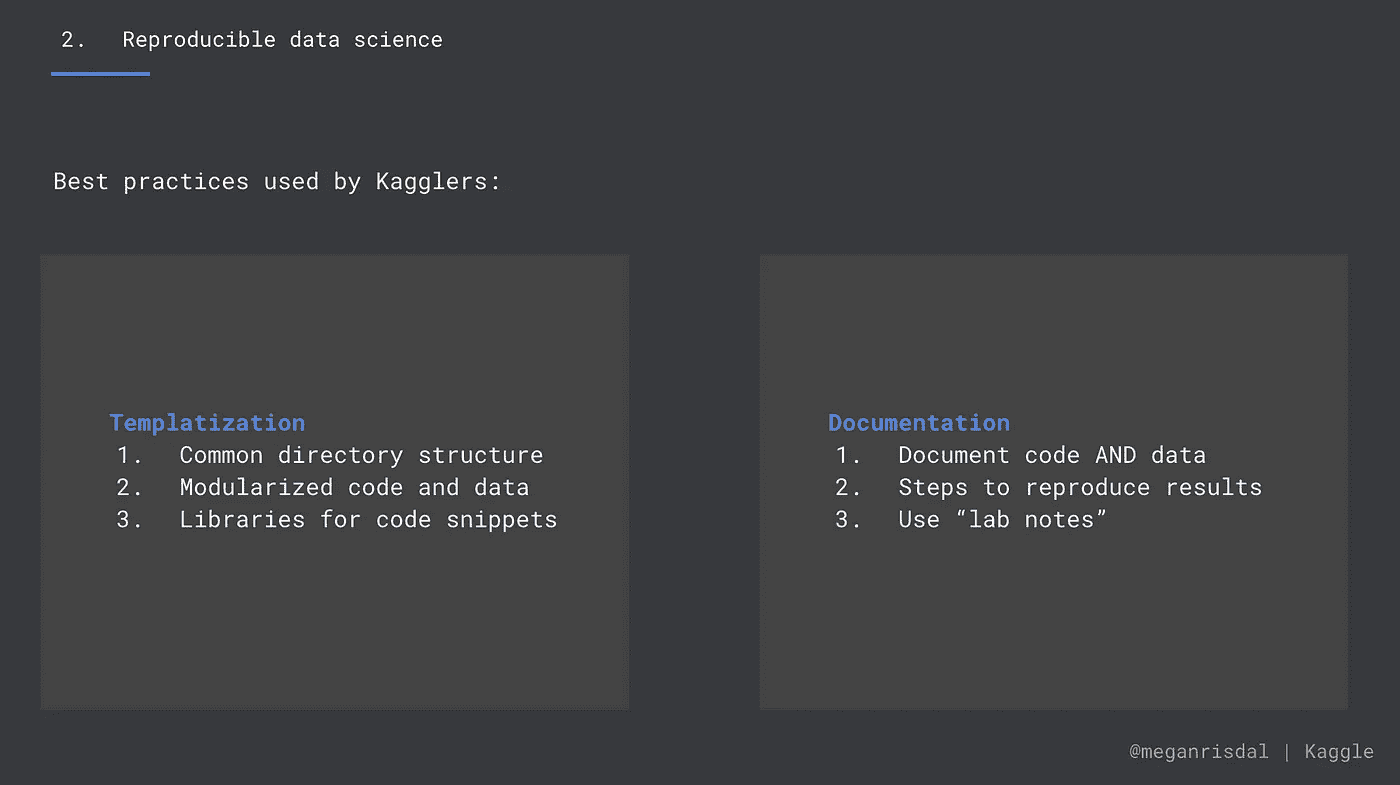 2. Reproducible data science
Best practices used by Kagglers:
Templatization
1. Common directory structure
2. Modularized code and data
3. Libraries for code snippets
Documentation
1. Document code AND data
2. Steps to reproduce results
3. Use “lab notes”
@meganrisdal | Kaggle